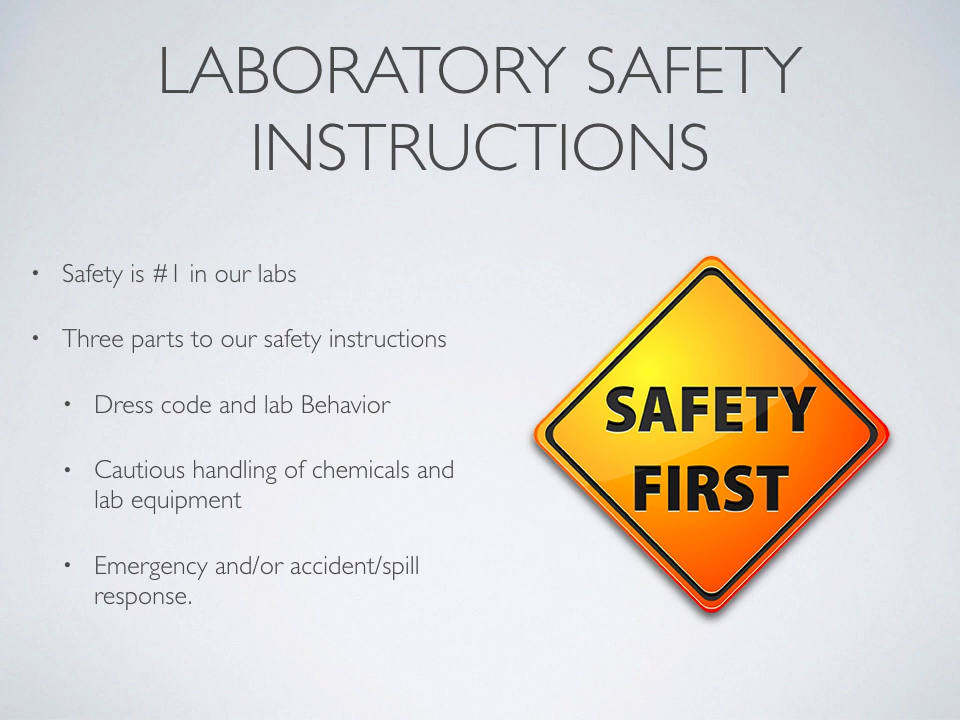 LABORATORY SAFETY
INSTRUCTIONS
• Safety is #1 in our labs
• Three parts to our safety instructions
• Dress code and lab Behavior
• Cautious handling of chemicals and
lab equipment
• Emergency and/or accident/spill
response.
SAFETY
FIRST